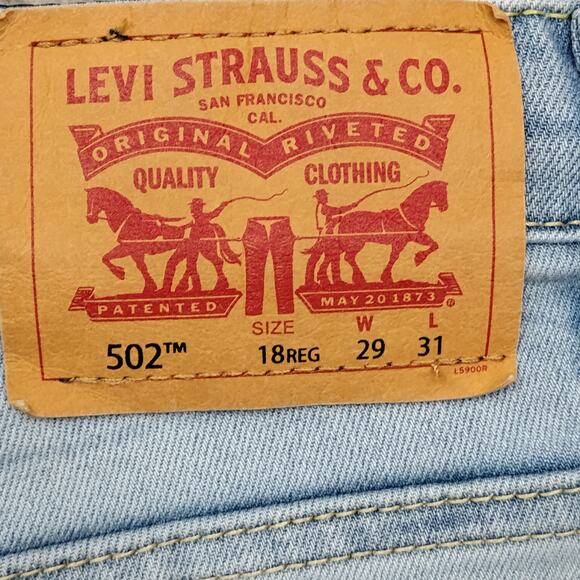 LEVI STRAUSS & CO.
SAN FRANCISCO
CAL.
ORIGINAL RIVETED
QUALITY CLOTHING
PATENTED MAY 20 1873 ®
SIZE W L
502™ 18REG 29 31
L5900R